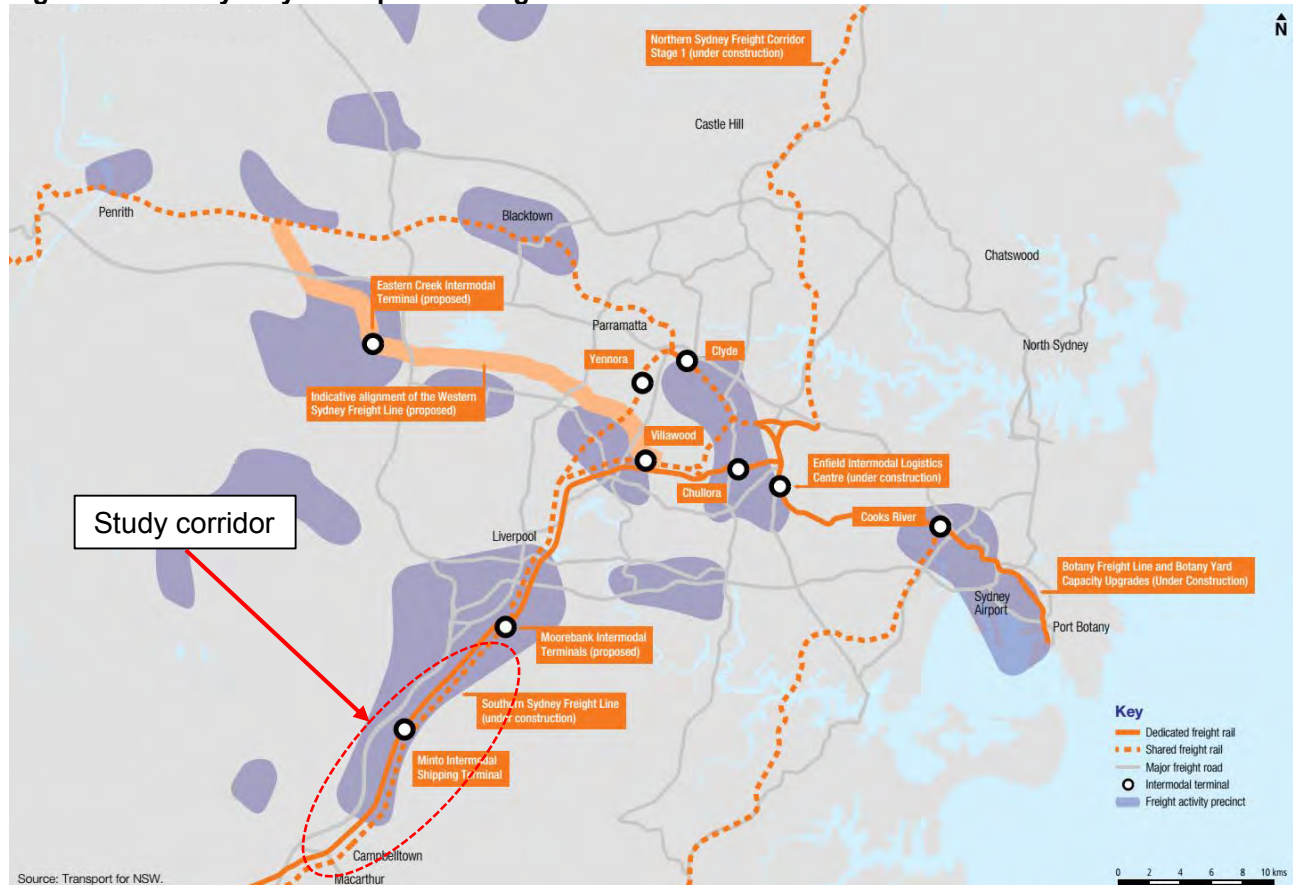 N
Northern Sydney Freight Corridor
Stage 1 (under construction)
Castle Hill
Penrith
Blacktown
Chatswood
Eastern Creek Intermodal
Terminal (proposed)
Parramatta
Clyde
North Sydney
Yennora
Indicative alignment of the Western
Sydney Freight Line (proposed)
Villawood
Enfield Intermodal Logistics
Centre (under construction)
Chullora
Study corridor
Cooks River
Liverpool
Botany Freight Line and Botany Yard
Capacity Upgrades (Under Construction)
Sydney
Airport
Port Botany
Moorebank Intermodal
Terminals (proposed)
Southern Sydney Freight Line
(under construction)
Minto Intermodal
Shipping Terminal
Key
Dedicated freight rail
Shared freight rail
Major freight road
Intermodal terminal
Freight activity precinct
Campbelltown
Macarthur
Source: Transport for NSW.
0 2 4 6 8 10 kms